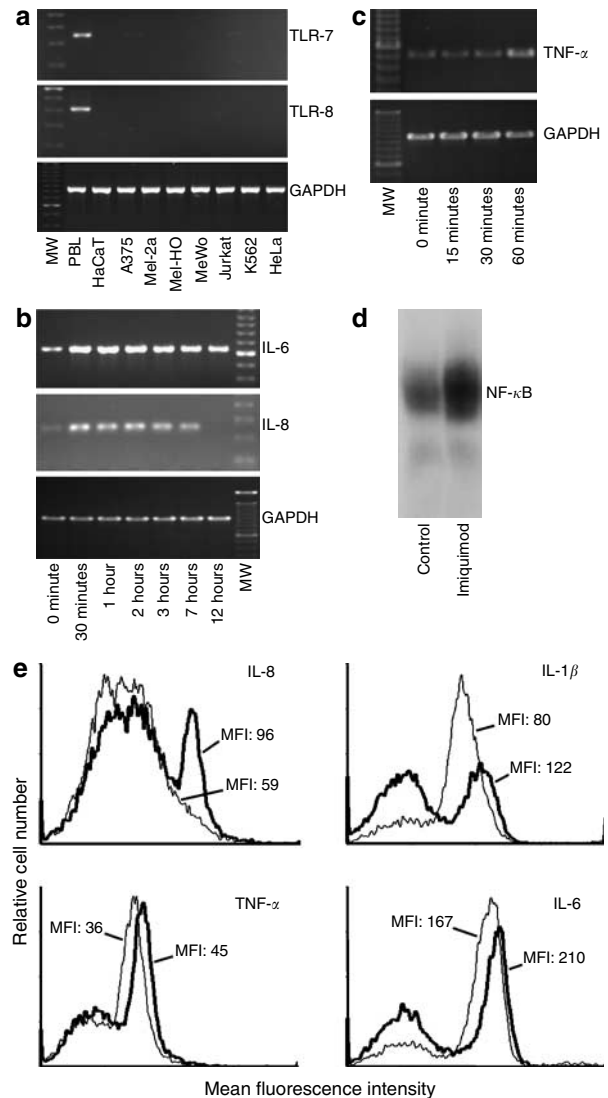 a
TLR-7
TLR-8
GAPDH
MW
PBL
HaCaT
A375
Mel-2a
Mel-HO
MeWo
Jurkat
K562
HeLa
c
TNF-α
GAPDH
MW
0 minute
15 minutes
30 minutes
60 minutes
b
IL-6
IL-8
GAPDH
0 minute
30 minutes
1 hour
2 hours
3 hours
7 hours
12 hours
MW
d
NF-κB
Control
Imiquimod
e
Relative cell number
IL-8
MFI: 96
MFI: 59
IL-1β
MFI: 80
MFI: 122
TNF-α
MFI: 36
MFI: 45
IL-6
MFI: 167
MFI: 210
Mean fluorescence intensity